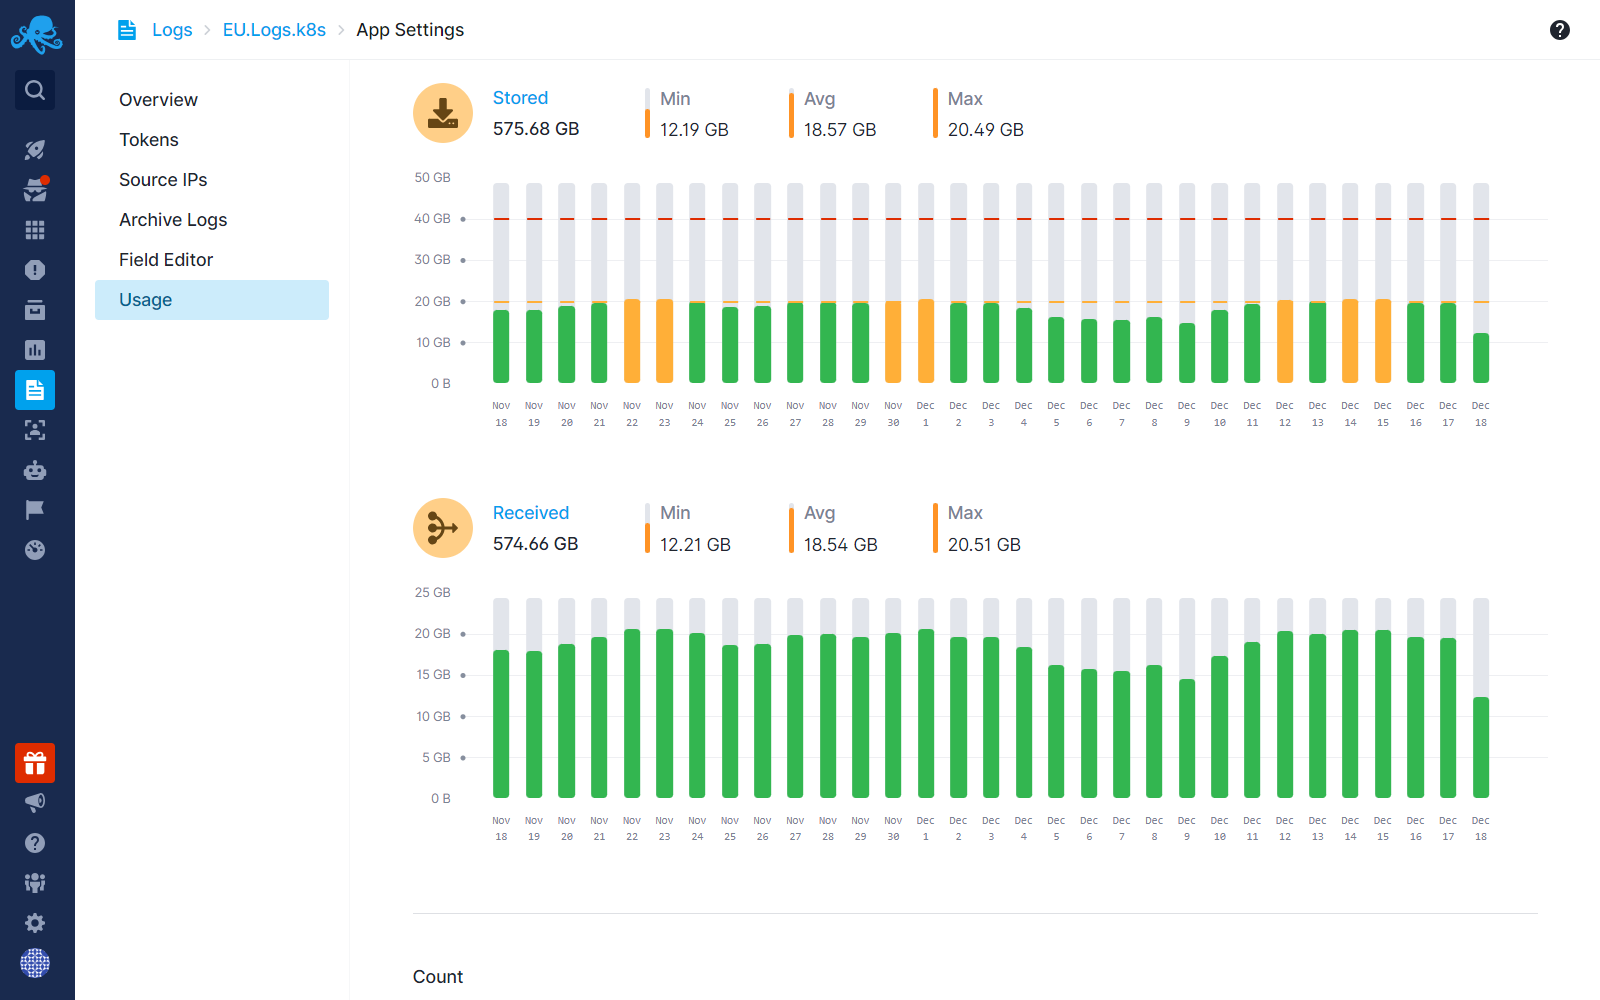 Logs > EU.Logs.k8s > App Settings
Overview
Tokens
Source IPs
Archive Logs
Field Editor
Usage
Stored
575.68 GB
Min
12.19 GB
Avg
18.57 GB
Max
20.49 GB
50 GB
40 GB
30 GB
20 GB
10 GB
0 B
Nov 18
Nov 19
Nov 20
Nov 21
Nov 22
Nov 23
Nov 24
Nov 25
Nov 26
Nov 27
Nov 28
Nov 29
Nov 30
Dec 1
Dec 2
Dec 3
Dec 4
Dec 5
Dec 6
Dec 7
Dec 8
Dec 9
Dec 10
Dec 11
Dec 12
Dec 13
Dec 14
Dec 15
Dec 16
Dec 17
Dec 18
Received
574.66 GB
Min
12.21 GB
Avg
18.54 GB
Max
20.51 GB
25 GB
20 GB
15 GB
10 GB
5 GB
0 B
Nov 18
Nov 19
Nov 20
Nov 21
Nov 22
Nov 23
Nov 24
Nov 25
Nov 26
Nov 27
Nov 28
Nov 29
Nov 30
Dec 1
Dec 2
Dec 3
Dec 4
Dec 5
Dec 6
Dec 7
Dec 8
Dec 9
Dec 10
Dec 11
Dec 12
Dec 13
Dec 14
Dec 15
Dec 16
Dec 17
Dec 18
Count